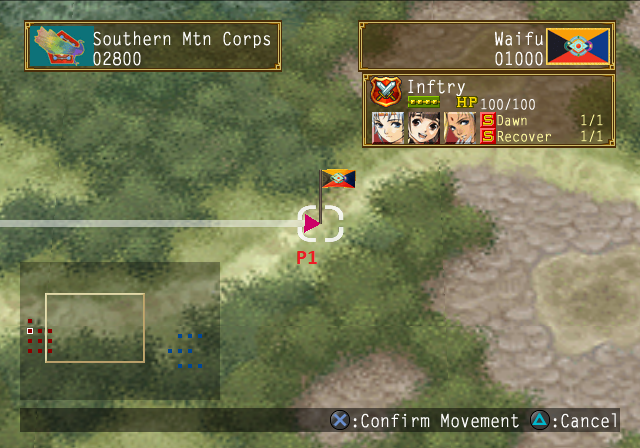 Southern Mtn Corps
02800
Waifu
01000
Inftry
HP 100/100
S Dawn 1/1
S Recover 1/1
P1
:Confirm Movement :Cancel